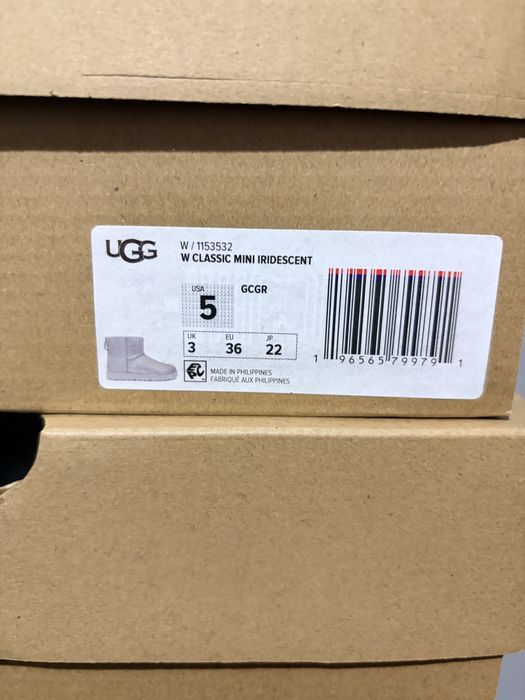 UGG
W / 1153532
W CLASSIC MINI IRIDESCENT
USA
5
GCGR
UK EU JP
3 36 22
MADE IN PHILIPPINES
FABRIQUÉ AUX PHILIPPINES
1 96565 79979 1